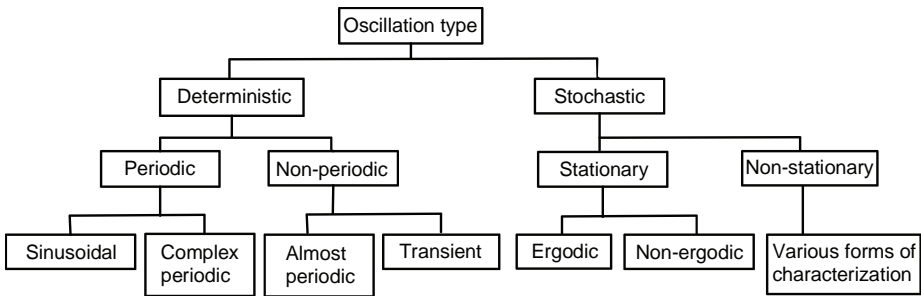 Oscillation type
Deterministic
Stochastic
Periodic
Non-periodic
Stationary
Non-stationary
Sinusoidal
Complex
periodic
Almost
periodic
Transient
Ergodic
Non-ergodic
Various forms of
characterization